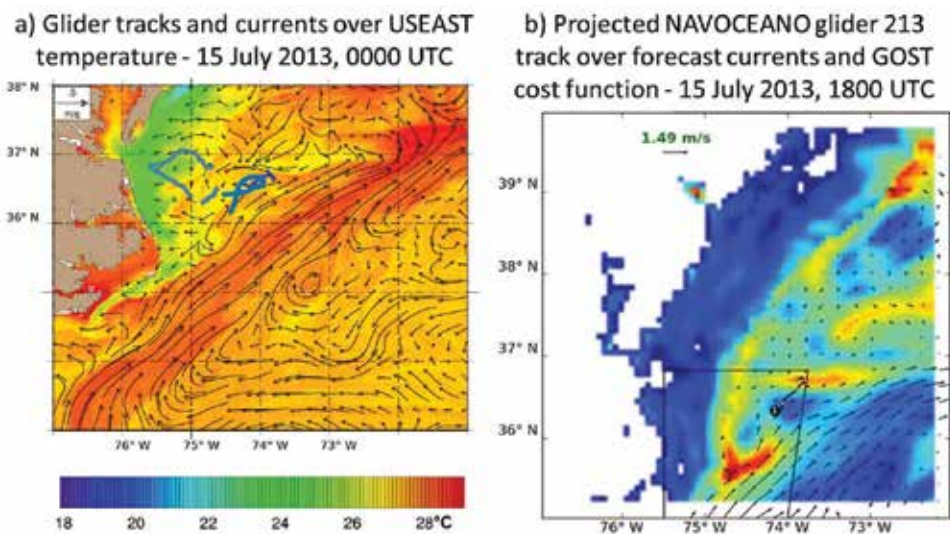 a) Glider tracks and currents over USEAST
temperature - 15 July 2013, 0000 UTC
38° N
37° N
36° N
76° W 75° W 74° W 73° W
18 20 22 24 26 28°C
b) Projected NAVOCEANO glider 213
track over forecast currents and GOST
cost function - 15 July 2013, 1800 UTC
1.49 m/s
39° N
38° N
37° N
36° N
76° W 75° W 74° W 73° W